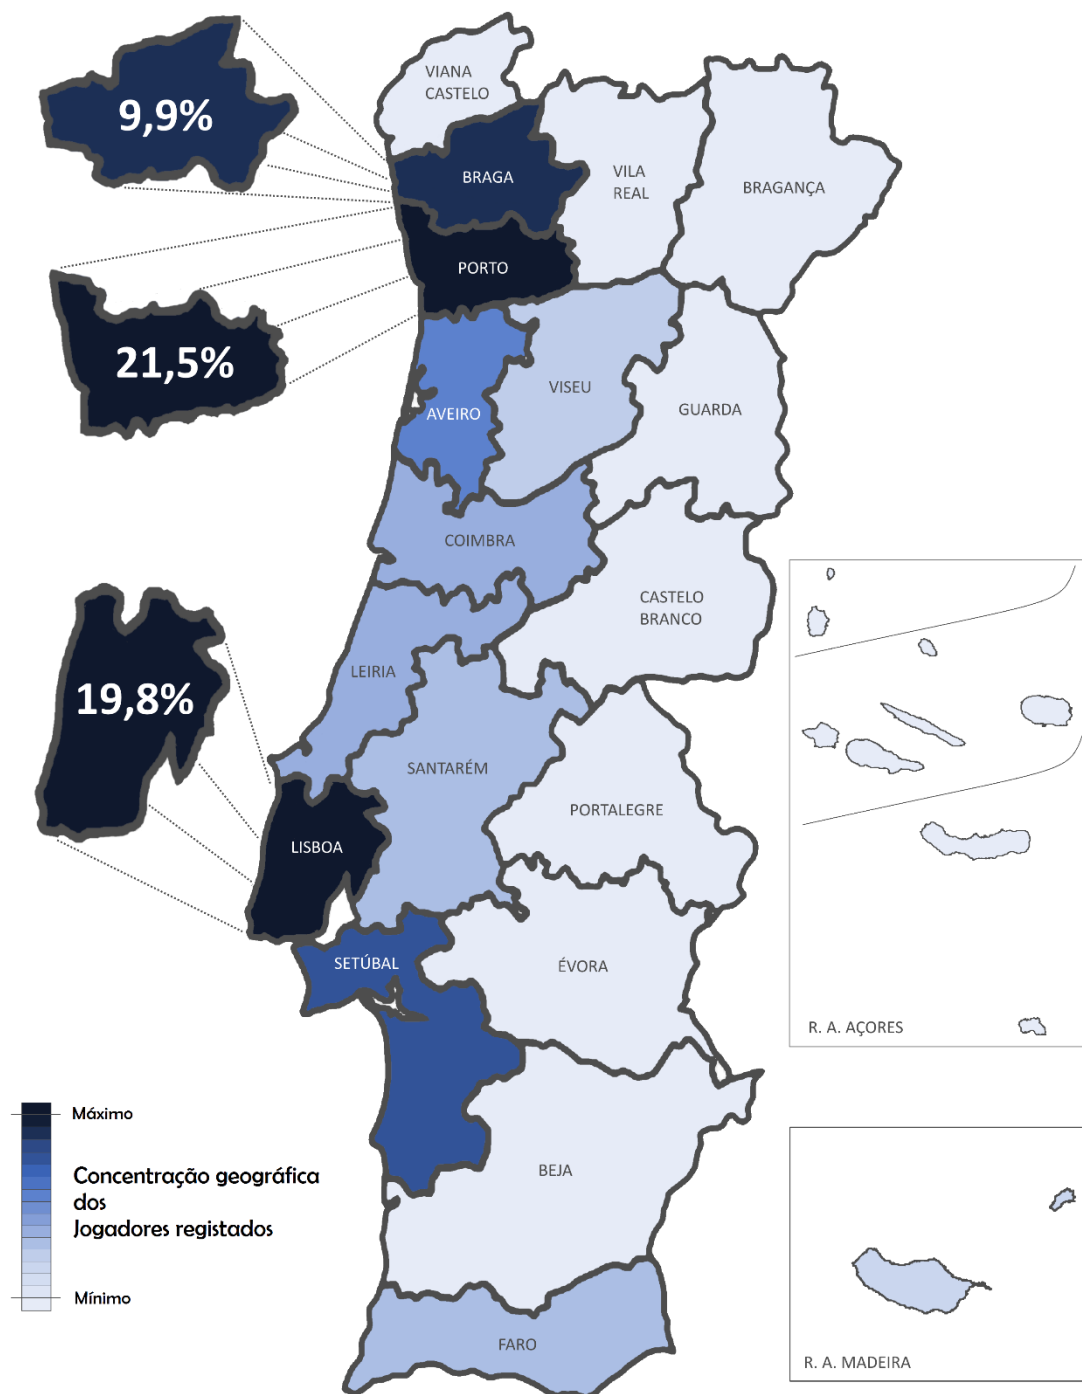 VIANA
CASTELO
9,9%
BRAGA
VILA
REAL
BRAGANÇA
PORTO
21,5%
AVEIRO
VISEU
GUARDA
COIMBRA
CASTELO
BRANCO
LEIRIA
19,8%
SANTARÉM
PORTALEGRE
LISBOA
SETÚBAL
ÉVORA
R. A. AÇORES
Máximo
Concentração geográfica
dos
Jogadores registados
Mínimo
BEJA
FARO
R. A. MADEIRA